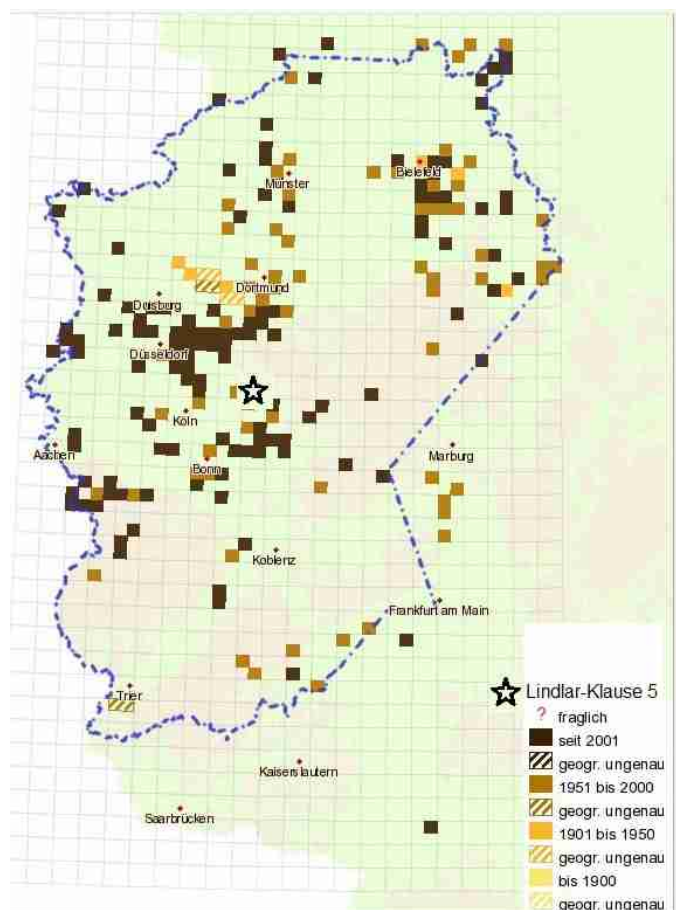 Münster
Bielefeld
Dortmund
Duisburg
Düsseldorf
Köln
Aachen
Bonn
Marburg
Koblenz
Frankfurt am Main
Lindlar-Klause 5
Trier
? fraglich
seit 2001
geogr. ungenau
Kaiserslautern
1951 bis 2000
geogr. ungenau
Saarbrücken
1901 bis 1950
geogr. ungenau
bis 1900
geogr. ungenau